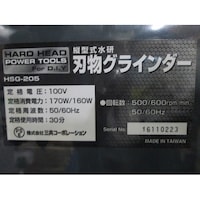 HARD HEAD
POWER TOOLS
For D.I.Y
HSG-205
縦型式水研
刃物グラインダー
定格電圧：100V
定格消費電力：170W/160W
定格周波数：50/60Hz
定格使用時間：30分
●回転数：500/600rpm min.
50/60Hz
株式会社 三共コーポレーション
Serial No. 16110223
MADE IN TAIWAN